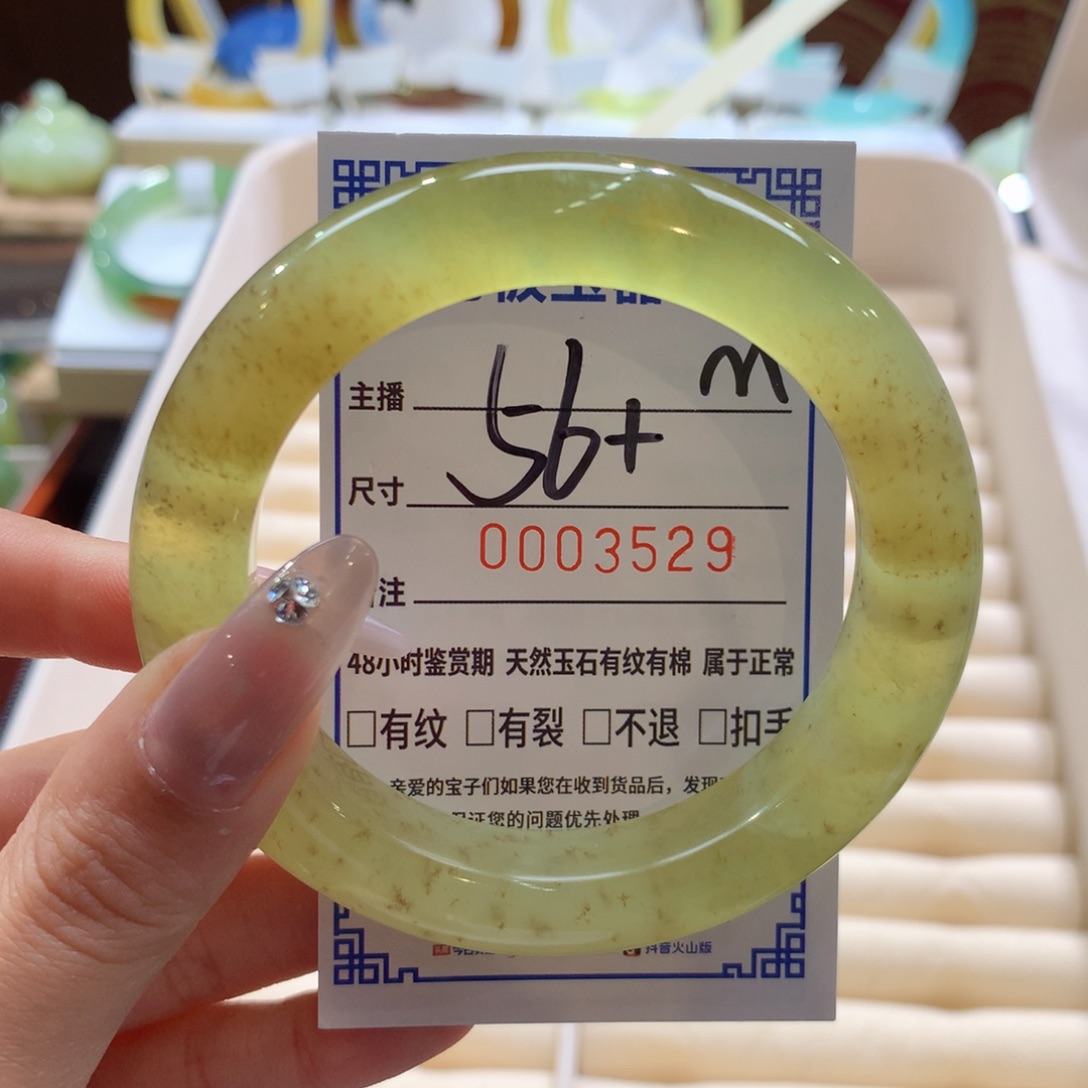 主播
m
尺寸 56+
0003529
注
48小时鉴赏期 天然玉石有纹有棉 属于正常
□有纹 □有裂 □不退 □扣手
亲爱的宝子们如果您在收到货品后，发现
证您的问题优先处理
抖音火山版